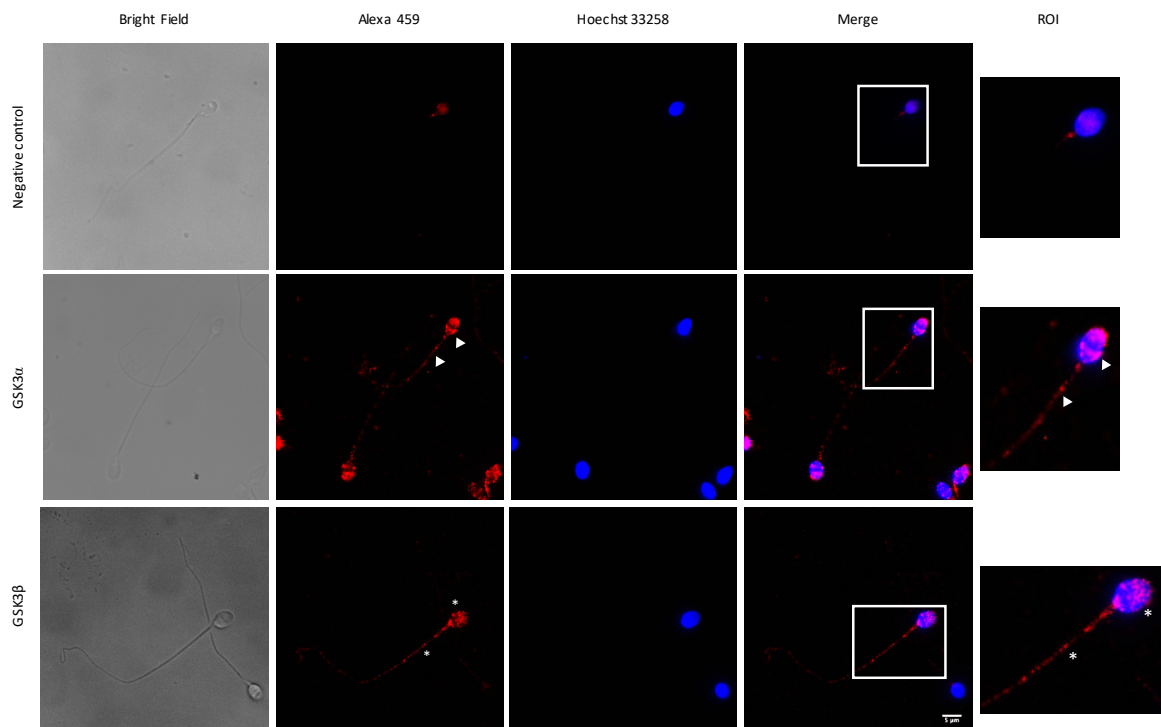 Bright Field
Alexa 459
Hoechst 33258
Merge
ROI
Negative control
GSK3α
GSK3β
*
*
*
*
5 µm